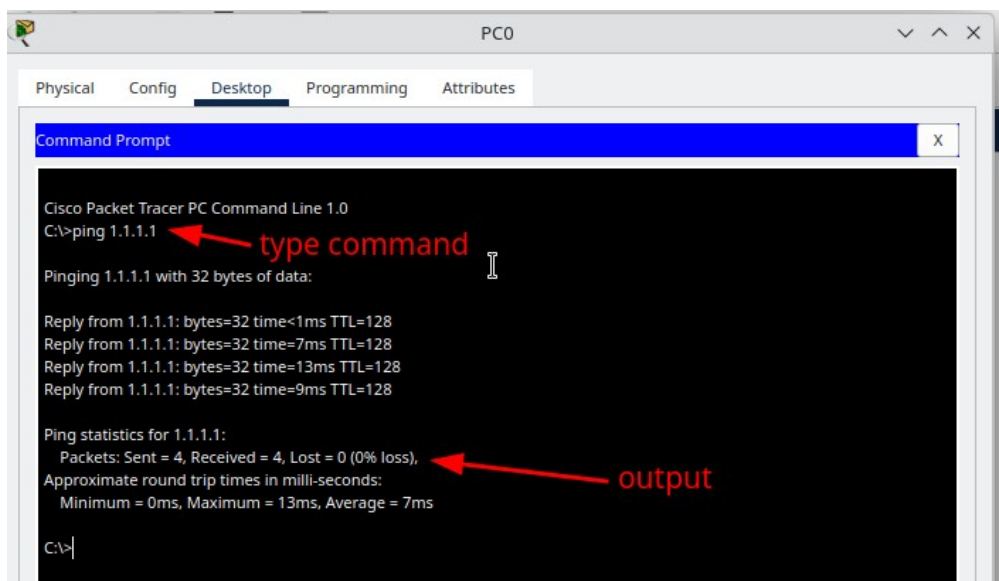 PC0
Physical Config Desktop Programming Attributes
Command Prompt
X
Cisco Packet Tracer PC Command Line 1.0
C:\>ping 1.1.1.1
type command
Pinging 1.1.1.1 with 32 bytes of data:
Reply from 1.1.1.1: bytes=32 time<1ms TTL=128
Reply from 1.1.1.1: bytes=32 time=7ms TTL=128
Reply from 1.1.1.1: bytes=32 time=13ms TTL=128
Reply from 1.1.1.1: bytes=32 time=9ms TTL=128
Ping statistics for 1.1.1.1:
Packets: Sent = 4, Received = 4, Lost = 0 (0% loss),
output
Approximate round trip times in milli-seconds:
Minimum = 0ms, Maximum = 13ms, Average = 7ms
C:\>